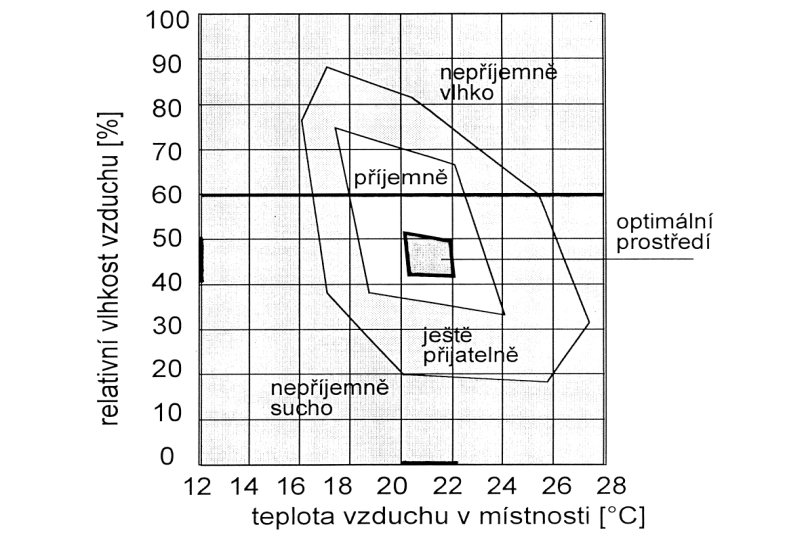 100
90
80
70
60
50
40
30
20
10
0
relativní vlhkost vzduchu [%]
nepříjemně
vlhko
příjemně
optimální
prostředí
ještě
přijatelně
nepříjemně
sucho
12 14 16 18 20 22 24 26 28
teplota vzduchu v místnosti [°C]